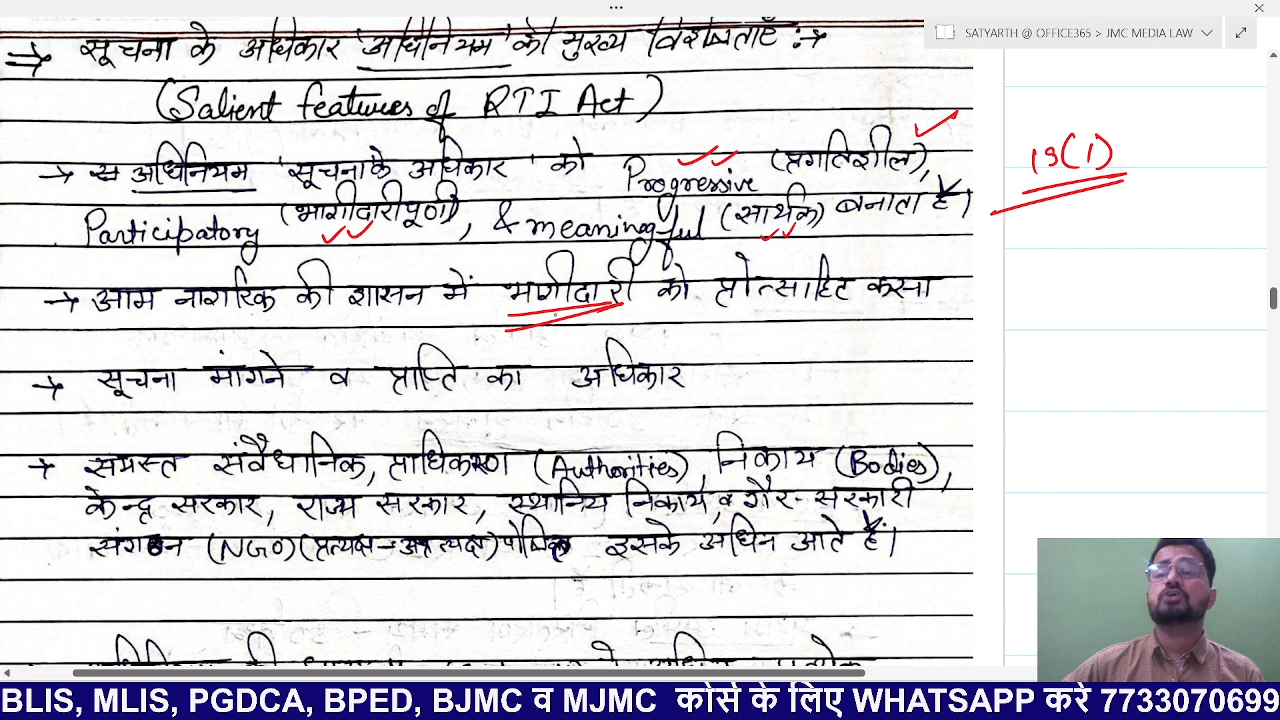 SATYARTH @ OFFICE365 > JMC MEDIA LAW
→ सूचना के अधिकार 'अधिनियम' की मुख्य विशेषताएँ :→
(Salient features of RTI Act)
→ अधिनियम 'सूचना के अधिकार' को Progressive (प्रगतिशील),
Participatory (भागीदारीपूर्ण), & meaningful (सार्थक) बनाता है।
→ आम नागरिक की शासन में भागीदारी को प्रोत्साहित करना
→ सूचना मांगने व प्राप्ति का अधिकार
→ समस्त संवैधानिक, प्राधिकरण (Authorities), निकाय (Bodies),
केन्द्र सरकार, राज्य सरकार, स्थानिय निकाय, व गैर-सरकारी
संगठन (NGO) (प्रत्यक्ष-अप्रत्यक्ष) पोषित इसके अधिन आते हैं।
19(1)
BLIS, MLIS, PGDCA, BPED, BJMC व MJMC कोर्स के लिए WHATSAPP करे 7733070699